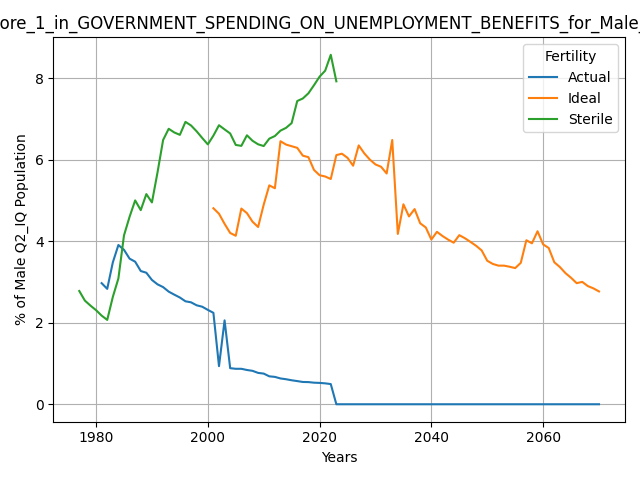 ore_1_in_GOVERNMENT_SPENDING_ON_UNEMPLOYMENT_BENEFITS_for_Male_
Fertility
Actual
Ideal
Sterile
% of Male Q2_IQ Population
8
6
4
2
0
1980
2000
2020
2040
2060
Years